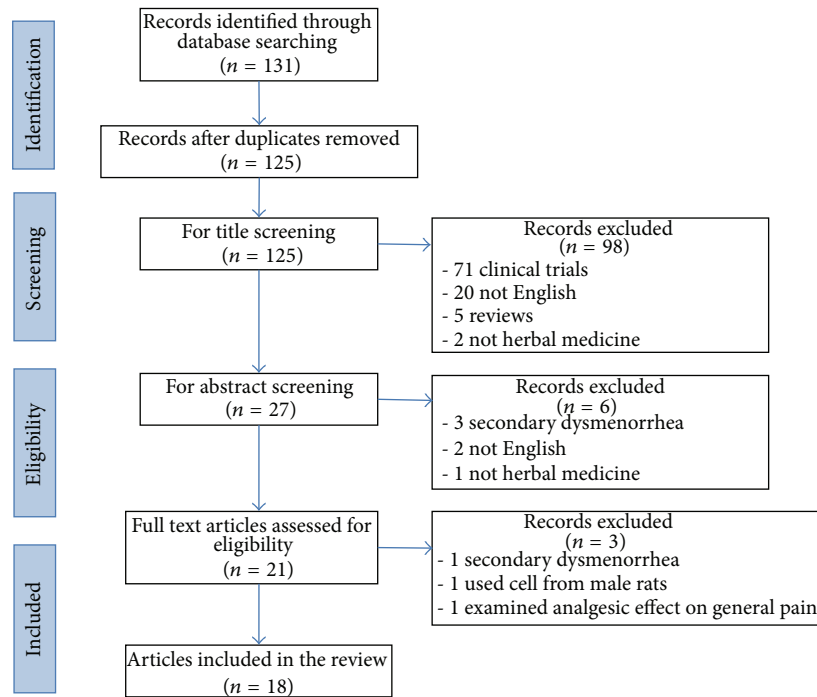 Identification
Records identified through
database searching
(n = 131)
Records after duplicates removed
(n = 125)
Screening
For title screening
(n = 125)
Records excluded
(n = 98)
- 71 clinical trials
- 20 not English
- 5 reviews
- 2 not herbal medicine
Eligibility
For abstract screening
(n = 27)
Records excluded
(n = 6)
- 3 secondary dysmenorrhea
- 2 not English
- 1 not herbal medicine
Full text articles assessed for
eligibility
(n = 21)
Records excluded
(n = 3)
- 1 secondary dysmenorrhea
- 1 used cell from male rats
- 1 examined analgesic effect on general pain
Included
Articles included in the review
(n = 18)